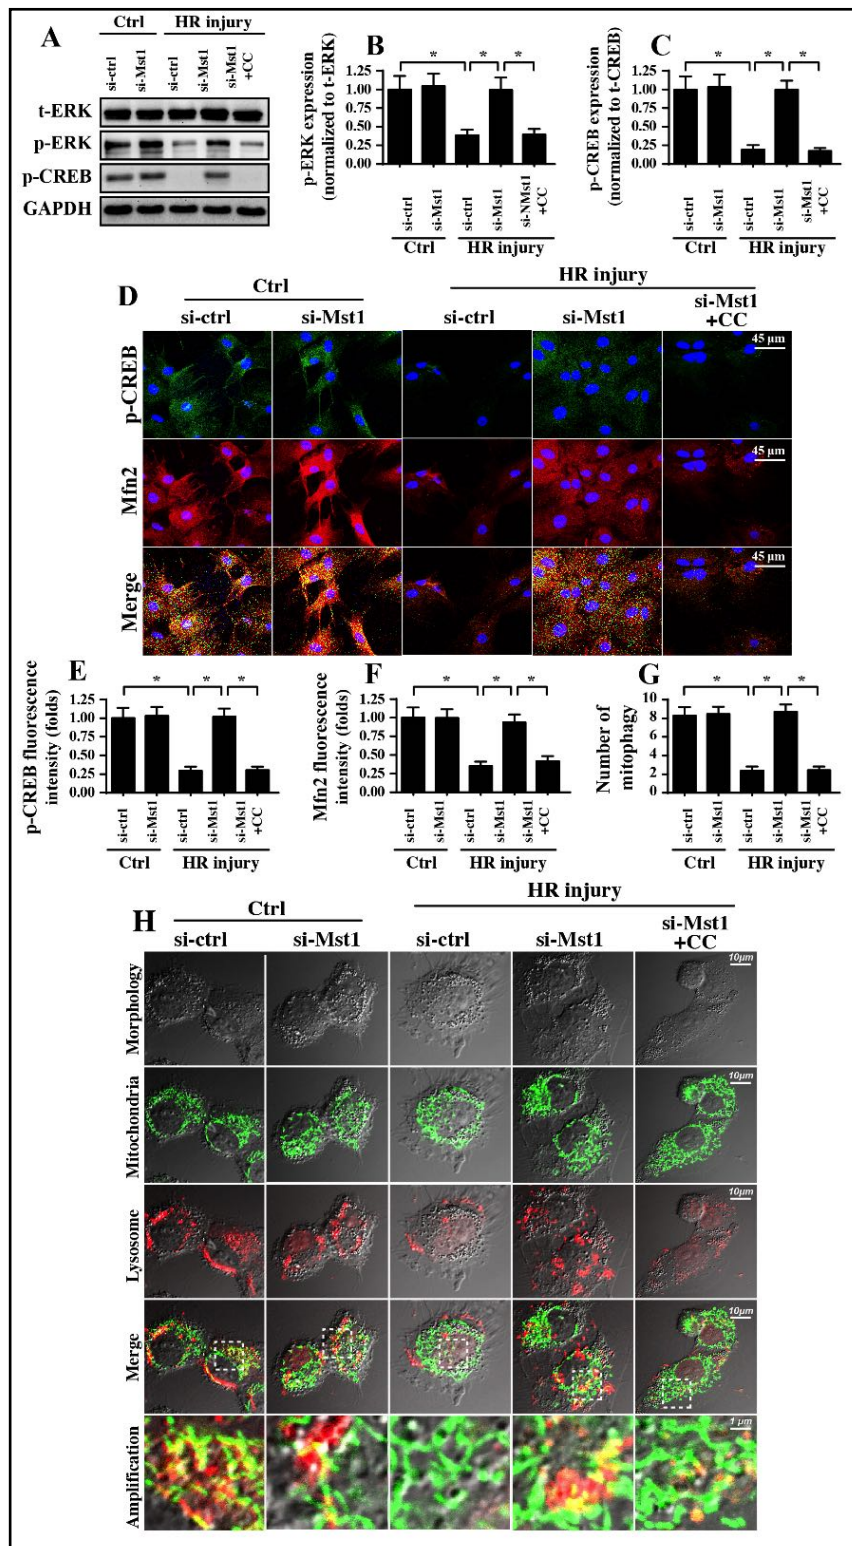 A
Ctrl HR injury
si-ctrl si-Mst1 si-ctrl si-Mst1 si-Mst1 +CC
t-ERK
p-ERK
p-CREB
GAPDH
B
p-ERK expression
(normalized to t-ERK)
* * *
1.25
1.00
0.75
0.50
0.25
0.00
si-ctrl si-Mst1 si-ctrl si-Mst1 si-NMst1 +CC
Ctrl HR injury
C
p-CREB expression
(normalized to t-CREB)
* * *
1.25
1.00
0.75
0.50
0.25
0.00
si-ctrl si-Mst1 si-ctrl si-Mst1 si-Mst1 +CC
Ctrl HR injury
D
Ctrl HR injury
si-ctrl si-Mst1 si-ctrl si-Mst1 si-Mst1
+CC
p-CREB
45 μm
Mfn2
45 μm
Merge
45 μm
E
p-CREB fluorescence
intensity (folds)
* * *
1.25
1.00
0.75
0.50
0.25
0.00
si-ctrl si-Mst1 si-ctrl si-Mst1 si-Mst1 +CC
Ctrl HR injury
F
Mfn2 fluorescence
intensity (folds)
* * *
1.25
1.00
0.75
0.50
0.25
0.00
si-ctrl si-Mst1 si-ctrl si-Mst1 si-Mst1 +CC
Ctrl HR injury
G
Number of
mitophagy
* * *
8
6
4
2
0
si-ctrl si-Mst1 si-ctrl si-Mst1 si-Mst1 +CC
Ctrl HR injury
H
Ctrl HR injury
si-ctrl si-Mst1 si-ctrl si-Mst1 si-Mst1
+CC
Morphology
10μm
Mitochondria
10μm
Lysosome
10μm
Merge
10μm
Amplification
1 μm